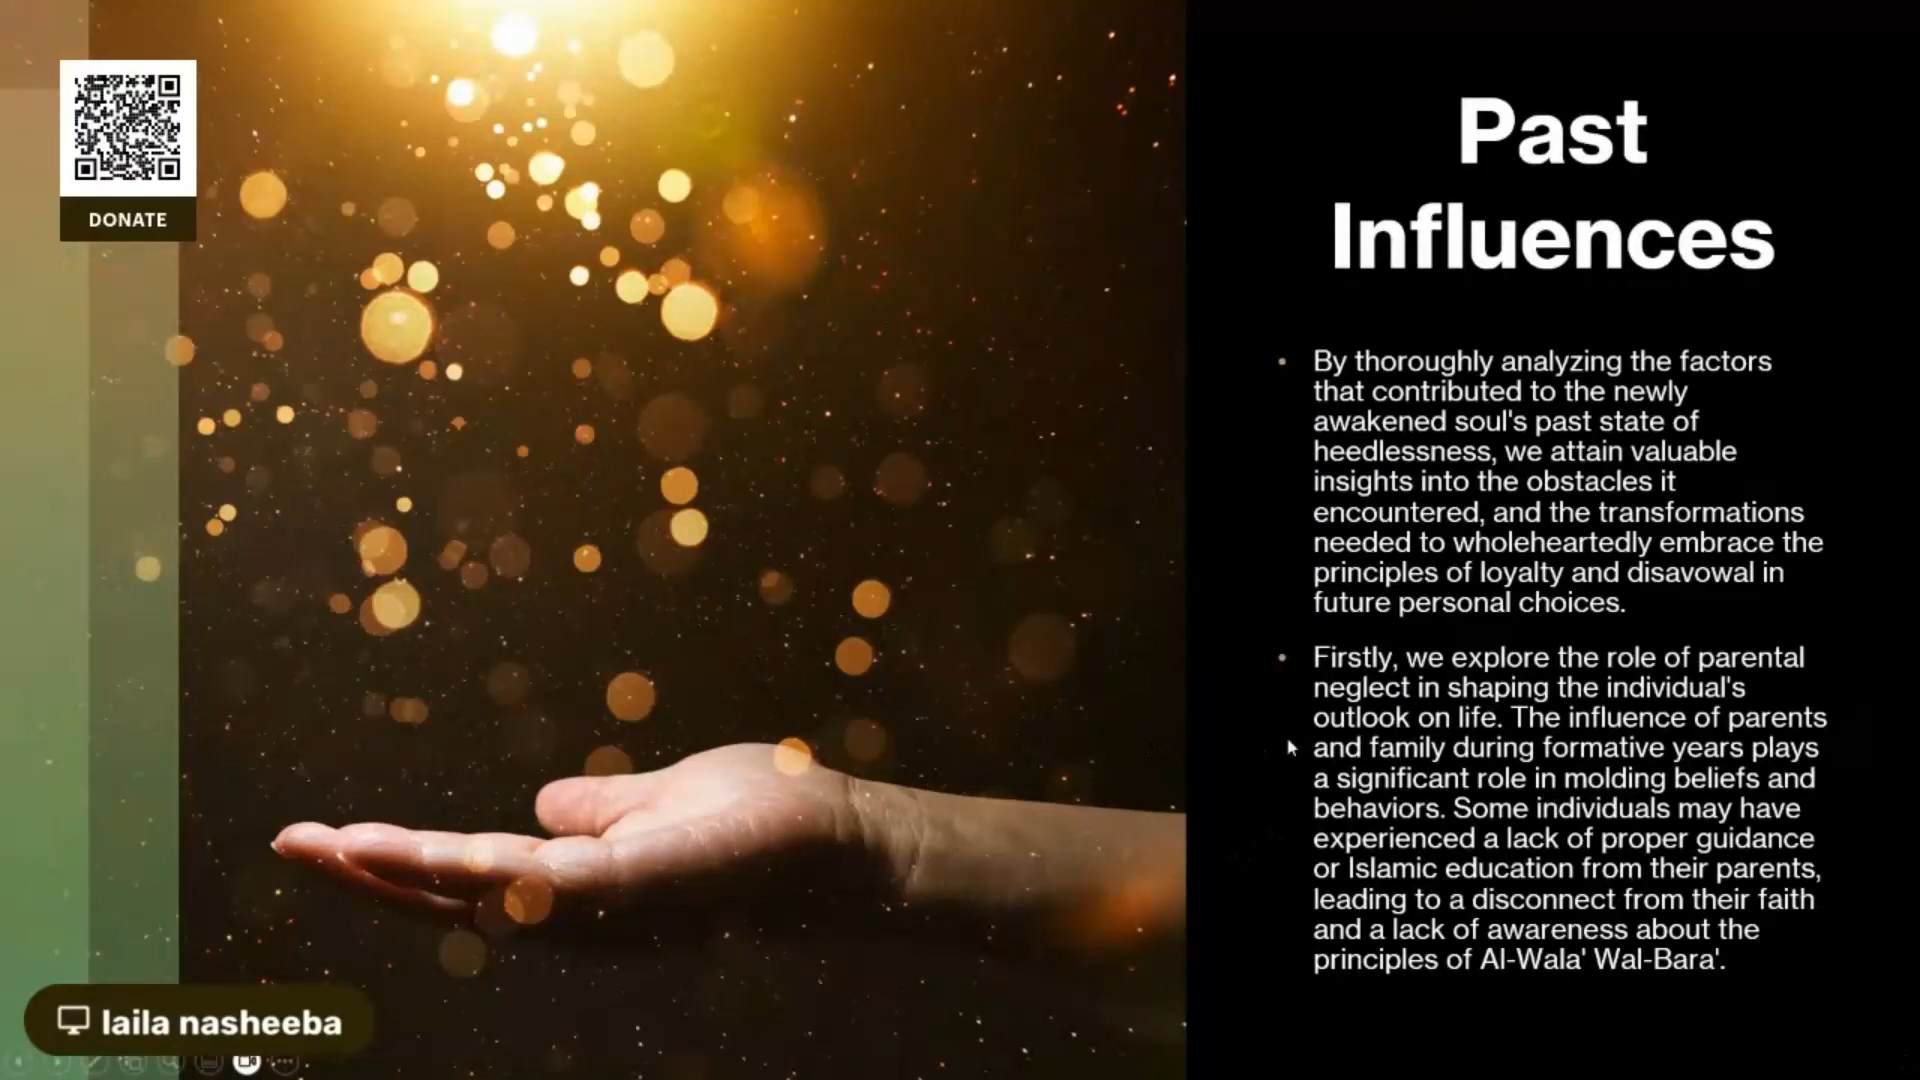 DONATE
Past
Influences
• By thoroughly analyzing the factors
that contributed to the newly
awakened soul's past state of
heedlessness, we attain valuable
insights into the obstacles it
encountered, and the transformations
needed to wholeheartedly embrace the
principles of loyalty and disavowal in
future personal choices.
• Firstly, we explore the role of parental
neglect in shaping the individual's
outlook on life. The influence of parents
and family during formative years plays
a significant role in molding beliefs and
behaviors. Some individuals may have
experienced a lack of proper guidance
or Islamic education from their parents,
leading to a disconnect from their faith
and a lack of awareness about the
principles of Al-Wala' Wal-Bara'.
laila nasheeba